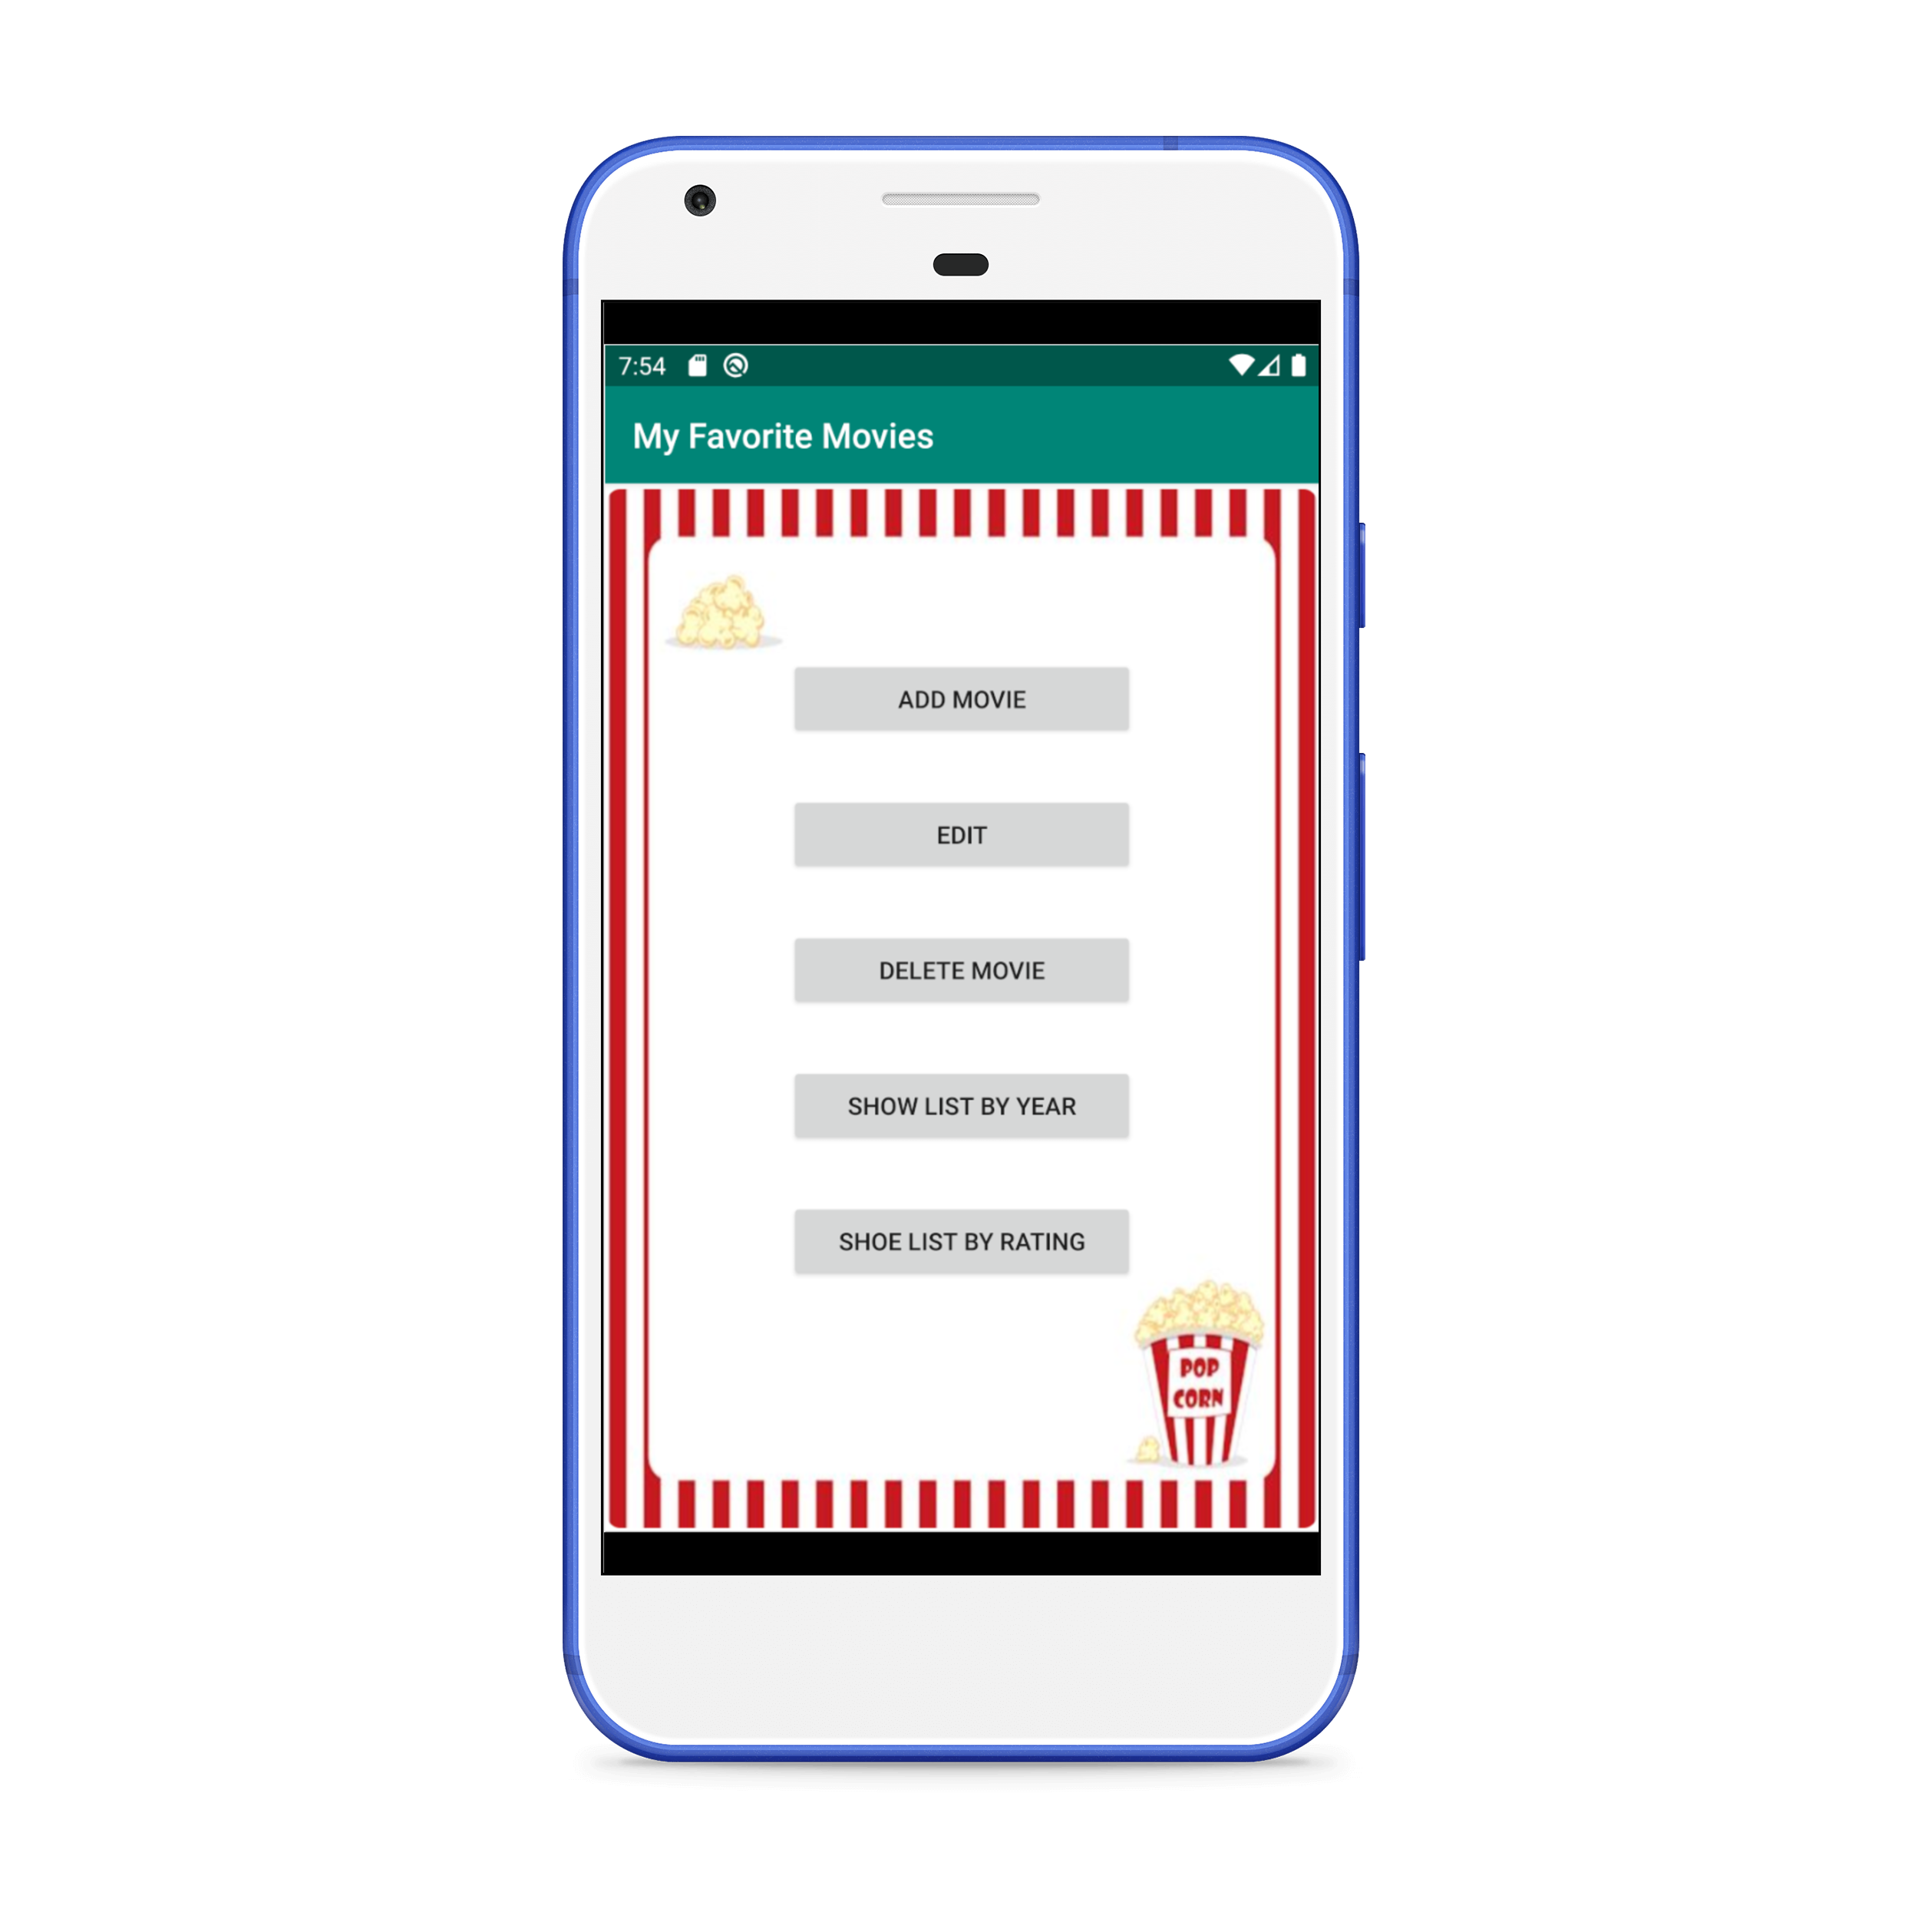 7:54
My Favorite Movies
ADD MOVIE
EDIT
DELETE MOVIE
SHOW LIST BY YEAR
SHOE LIST BY RATING
POP
CORN